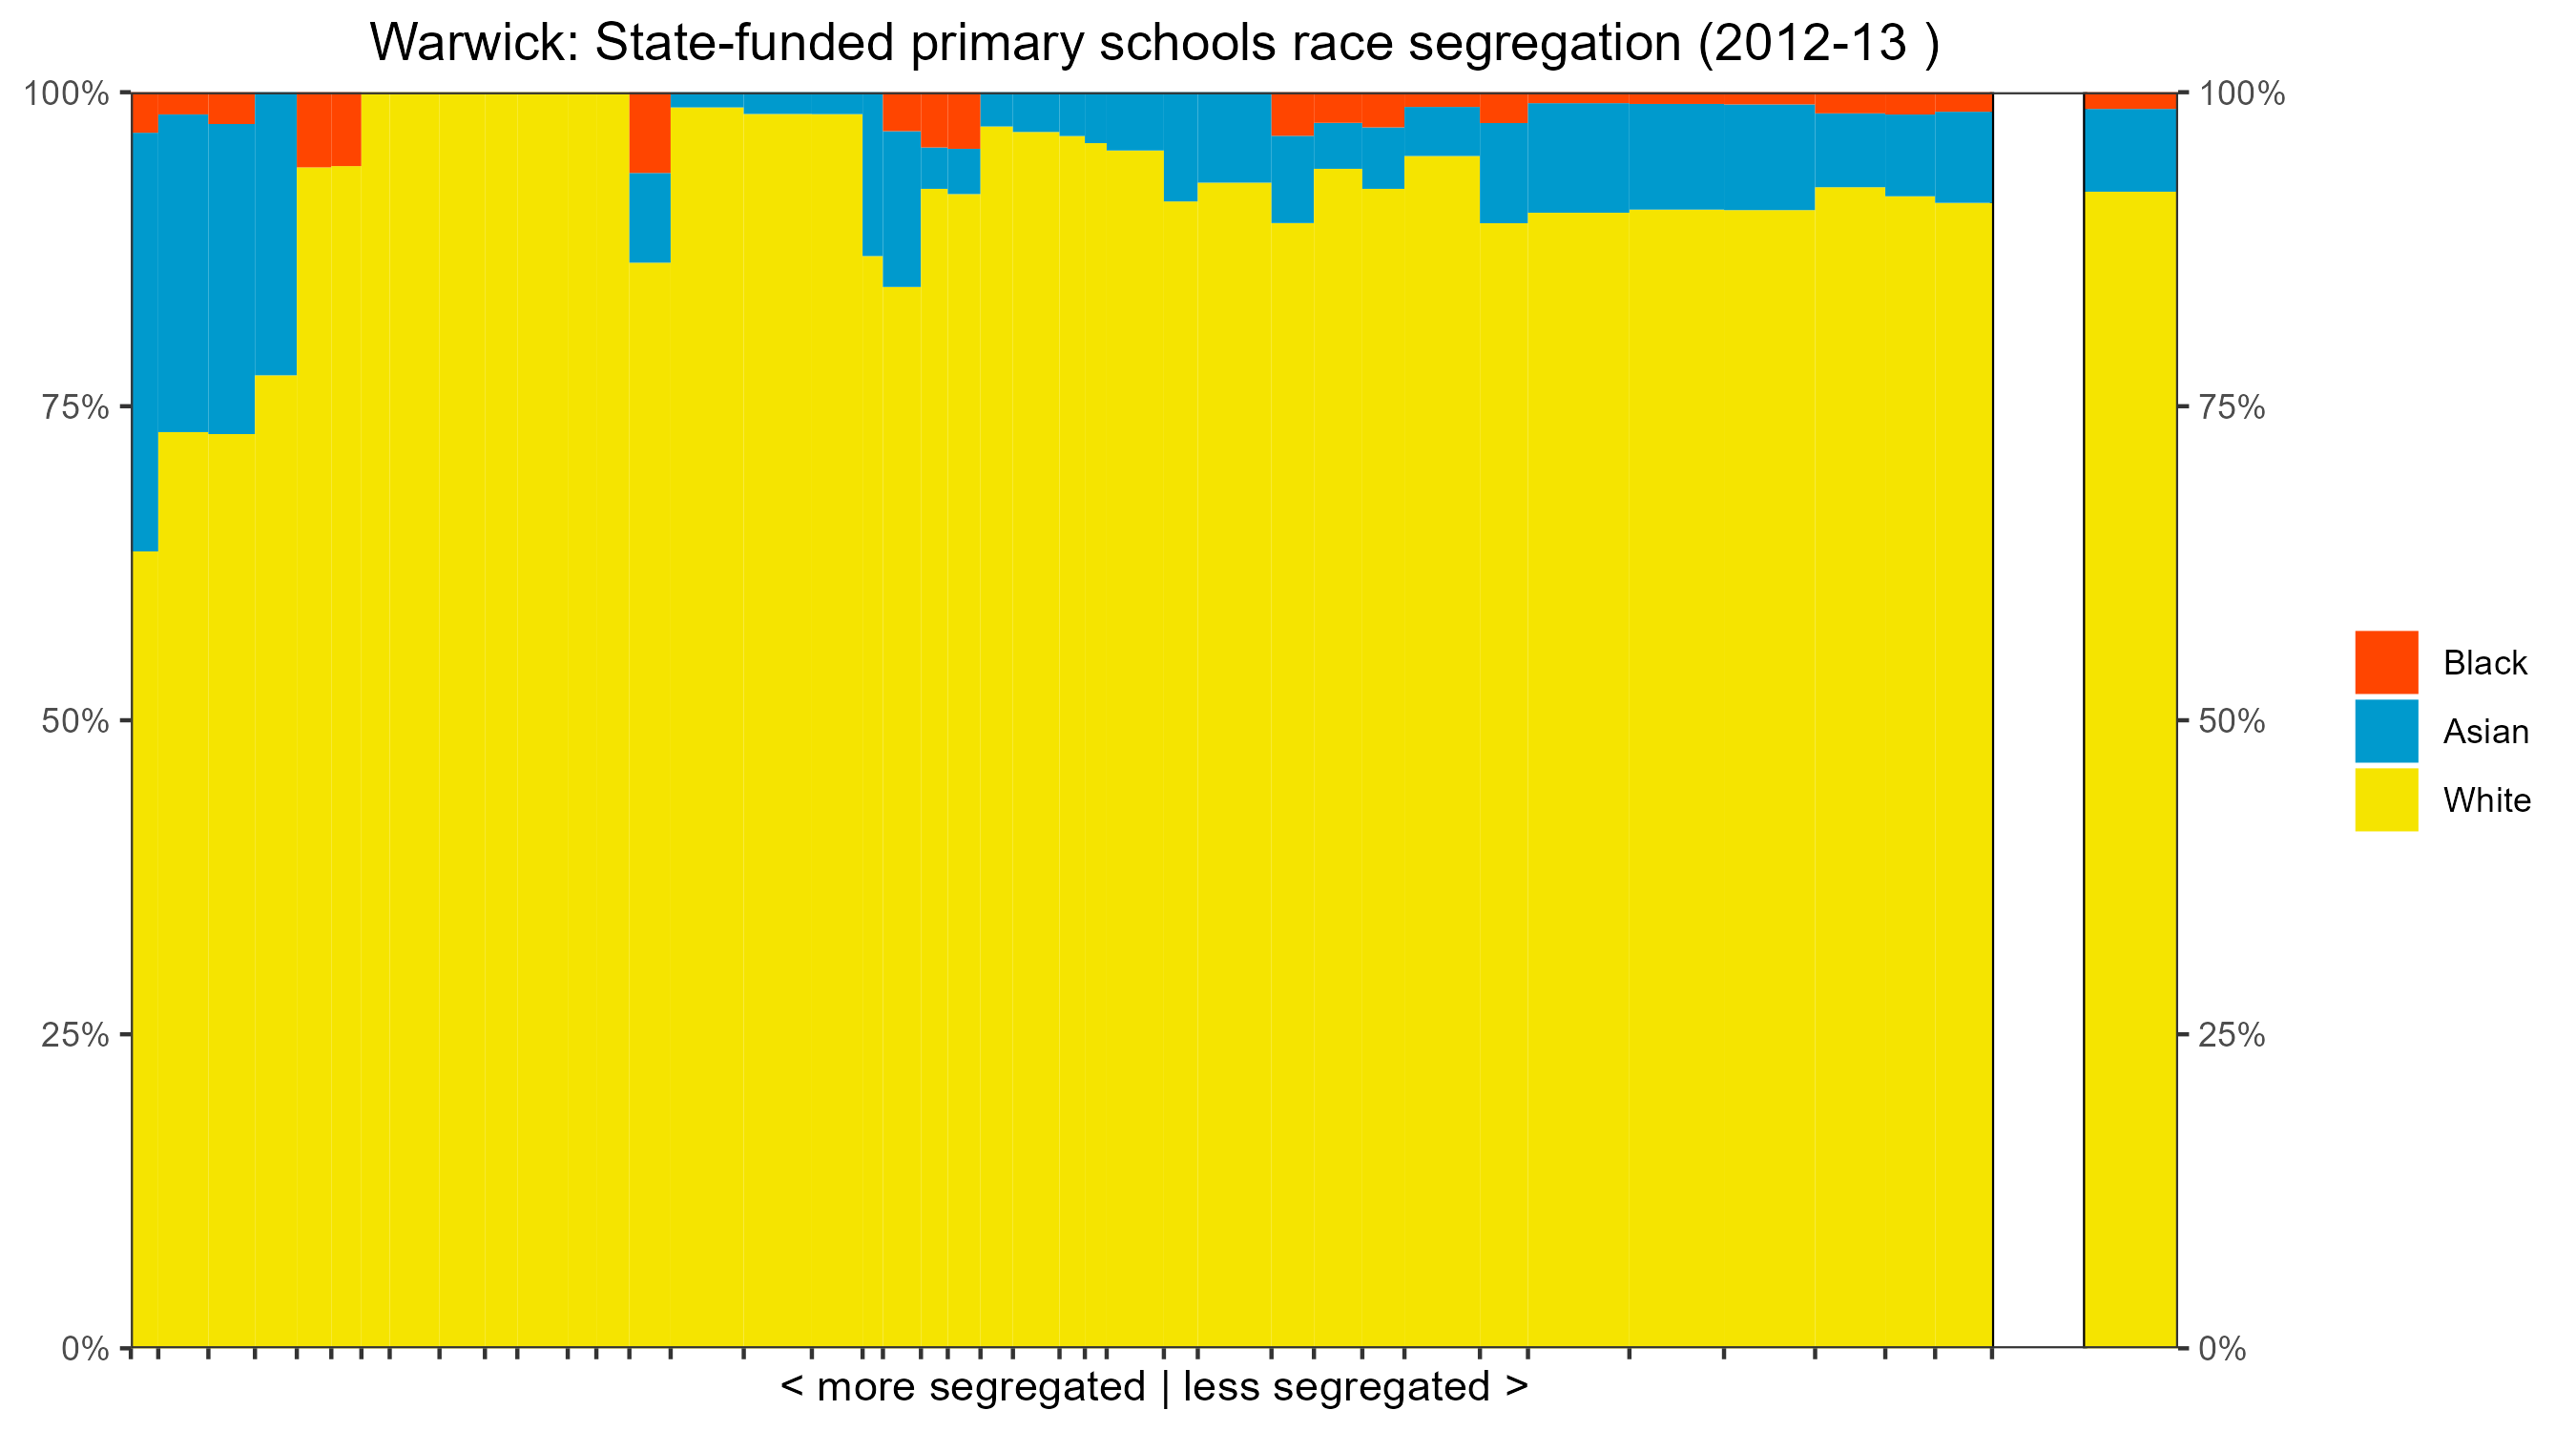 Warwick: State-funded primary schools race segregation (2012-13 )
100%
75%
50%
25%
0%
100%
75%
50%
25%
0%
Black
Asian
White
< more segregated | less segregated >